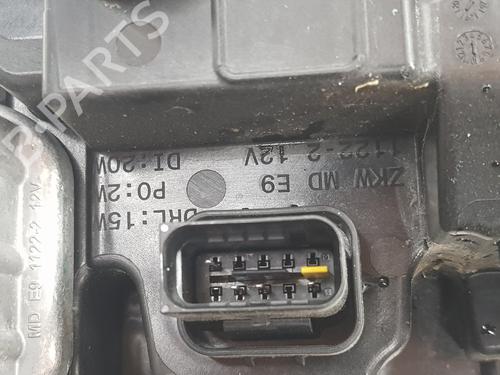 ZKW MD E9
1122-2 12V
DRL:15W
PO:2W
DI:20W
MD E9 1122-2 12V
B-PARTS